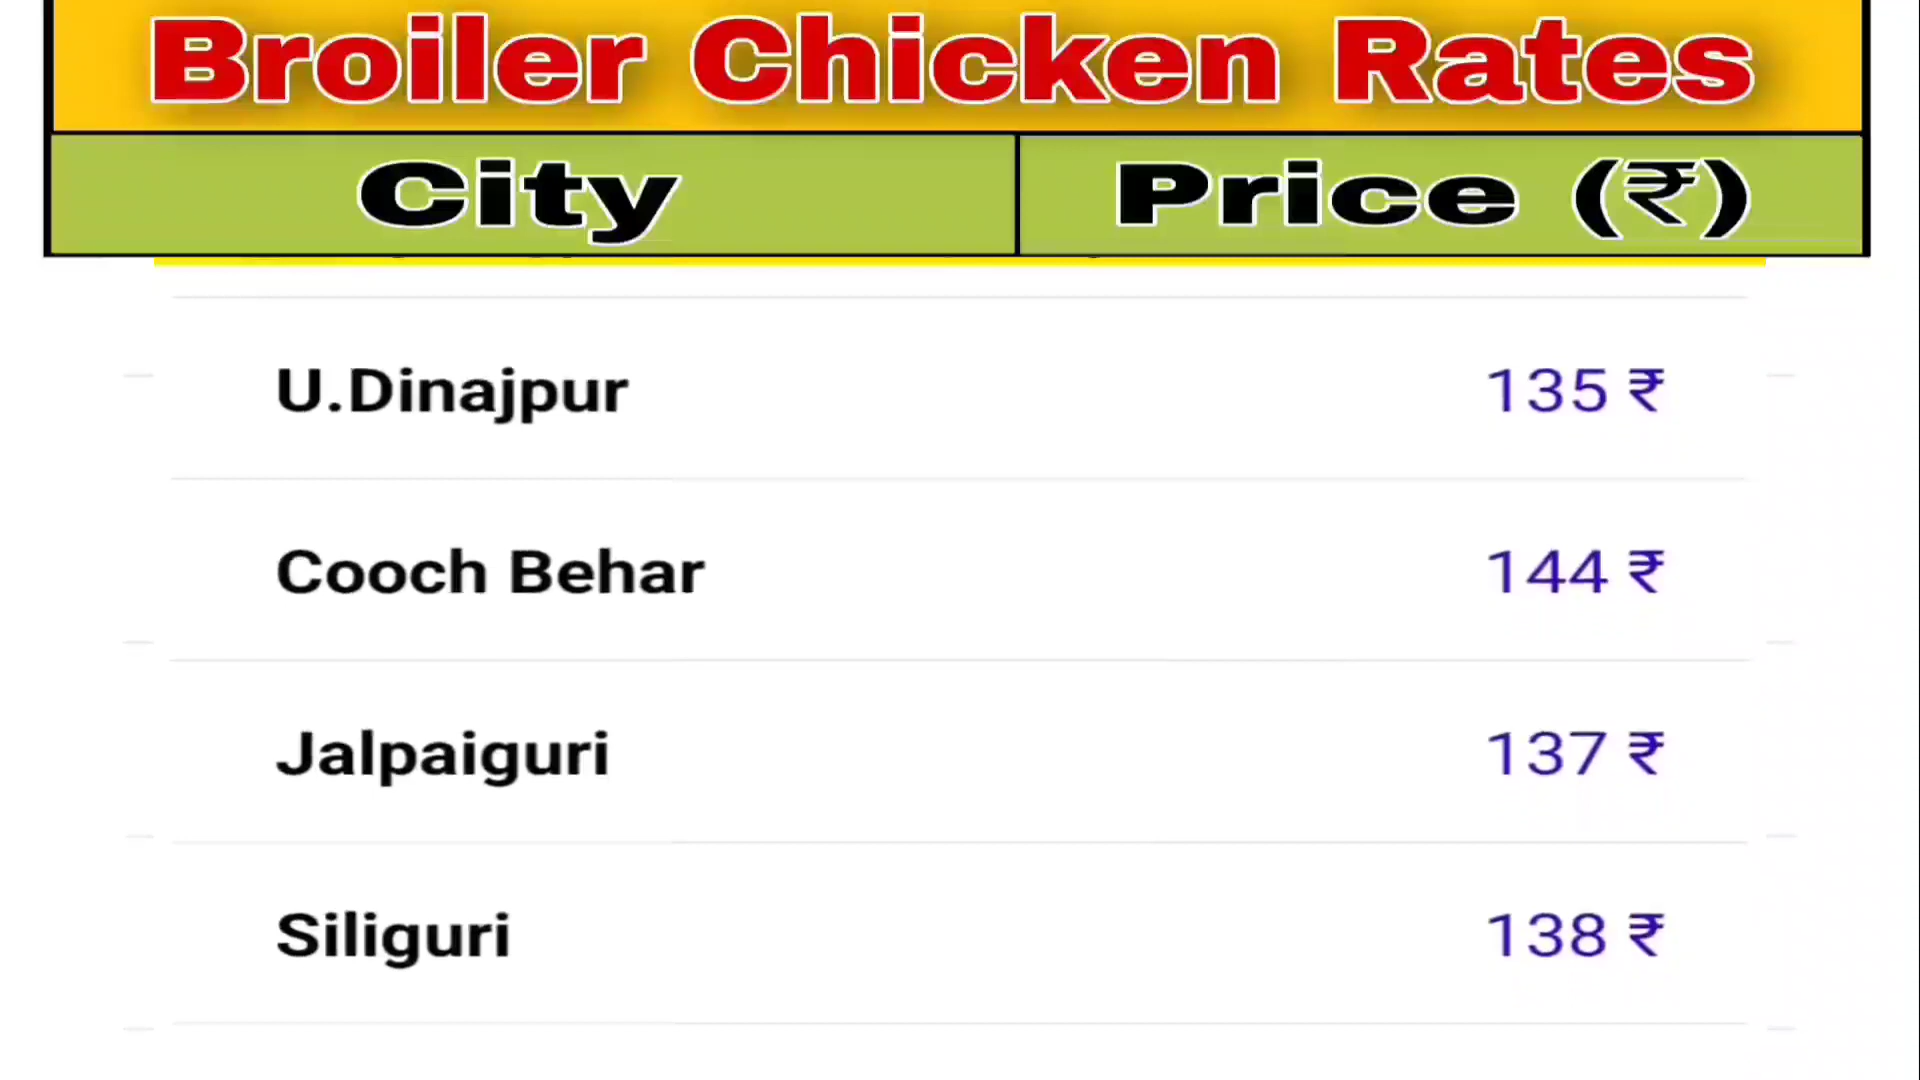 Broiler Chicken Rates
City Price (₹)
U.Dinajpur 135 ₹
Cooch Behar 144 ₹
Jalpaiguri 137 ₹
Siliguri 138 ₹